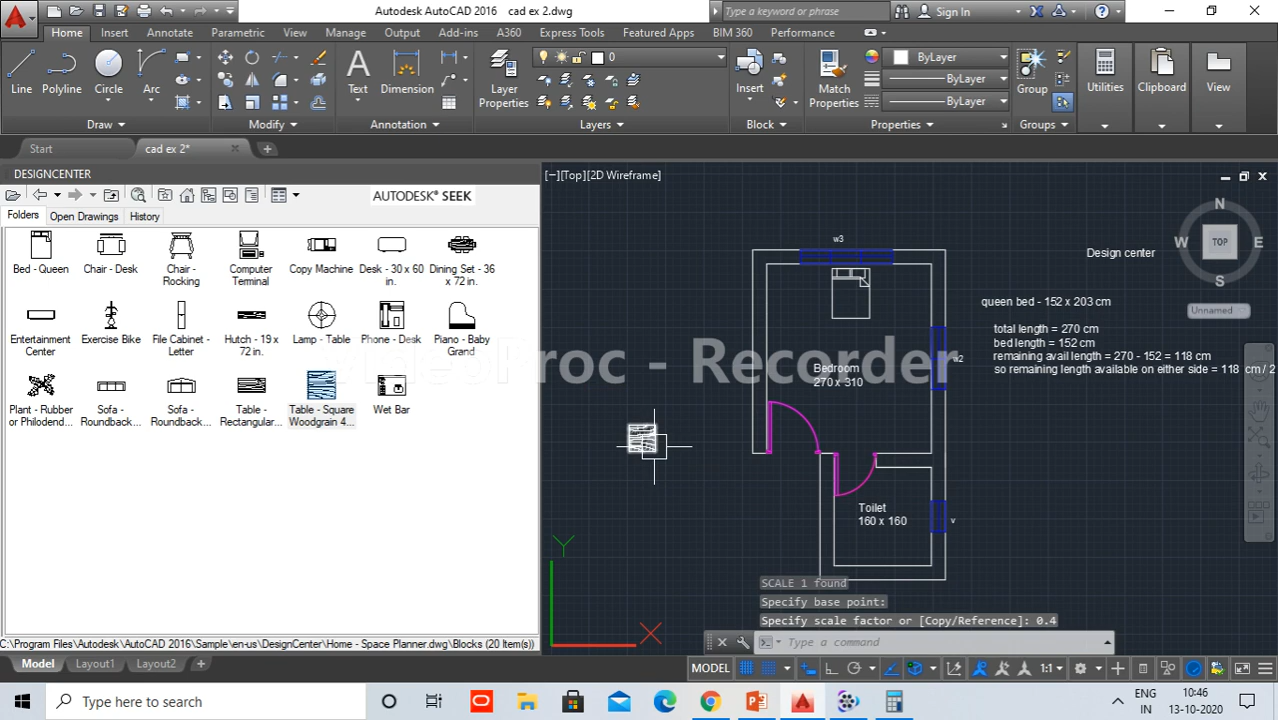 Autodesk AutoCAD 2016 cad ex 2.dwg
Type a keyword or phrase
Sign In
Home Insert Annotate Parametric View Manage Output Add-ins A360 Express Tools Featured Apps BIM 360 Performance
Line Polyline Circle Arc
Text Dimension
Layer
Properties
0
Insert
Match
Properties
ByLayer
ByLayer
ByLayer
Group
Utilities
Clipboard
View
Draw Modify Annotation Layers Block Properties Groups
Start cad ex 2*
DESIGNCENTER
AUTODESK® SEEK
Folders Open Drawings History
Bed - Queen
Chair - Desk
Chair -
Rocking
Computer
Terminal
Copy Machine
Desk - 30 x 60
in.
Dining Set - 36
x 72 in.
Entertainment
Center
Exercise Bike
File Cabinet -
Letter
Hutch - 19 x
72 in.
Lamp - Table
Phone - Desk
Piano - Baby
Grand
Plant - Rubber
or Philodend...
Sofa -
Roundback...
Sofa -
Roundback...
Table -
Rectangular...
Table - Square
Woodgrain 4...
Wet Bar
C:\Program Files\Autodesk\AutoCAD 2016\Sample\en-us\DesignCenter\Home - Space Planner.dwg\Blocks (20 Item(s))
[−][Top][2D Wireframe]
w3
N
W TOP E
S
Unnamed
Design center
queen bed - 152 x 203 cm
total length = 270 cm
bed length = 152 cm
remaining avail length = 270 - 152 = 118 cm
so remaining length available on either side = 118 cm/ 2
w2
Bedroom
270 x 310
Toilet
160 x 160
v
Y
X
VideoProc - Recorder
SCALE 1 found
Specify base point:
Specify scale factor or [Copy/Reference]: 0.4
Type a command
Model Layout1 Layout2 +
MODEL 1:1
Type here to search
ENG
INTL
10:46
13-10-2020